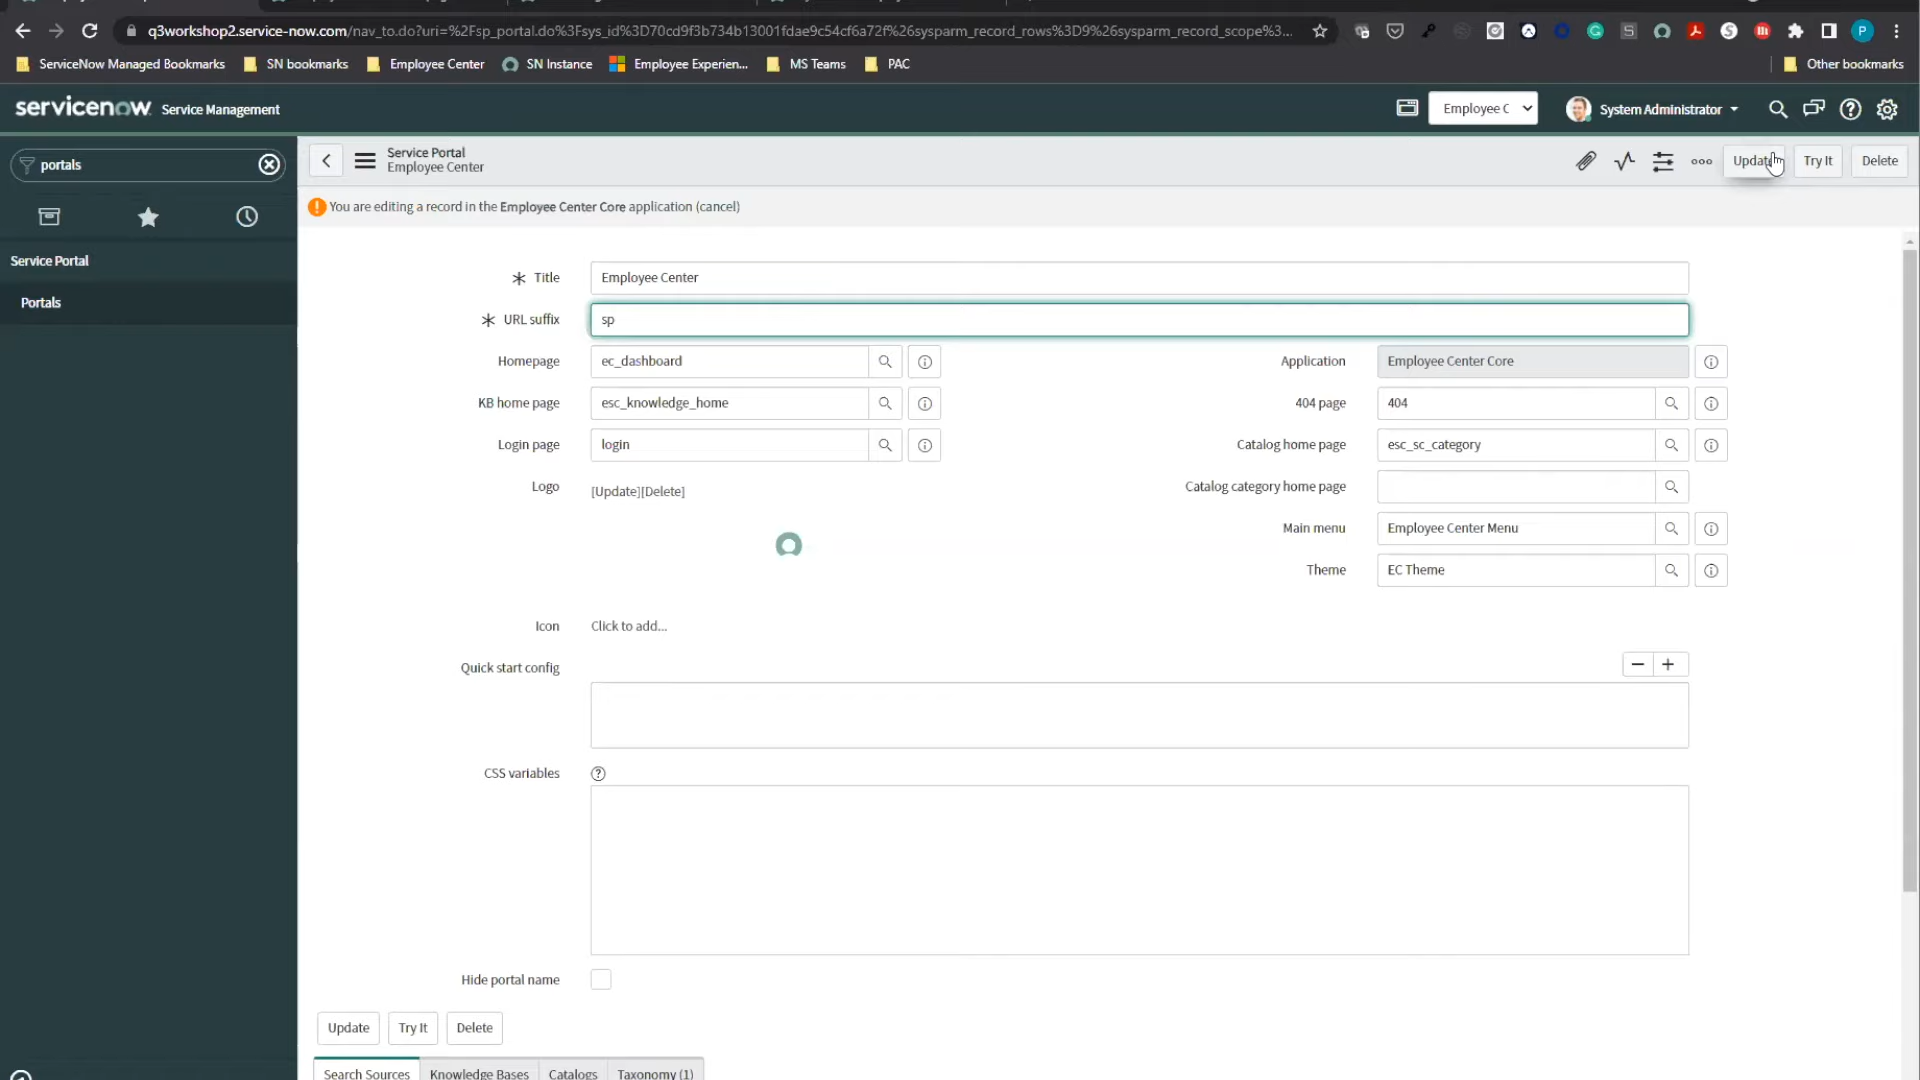 q3workshop2.service-now.com/nav_to.do?uri=%2Fsp_portal.do%3Fsys_id%3D70cd9f3b734b13001fdae9c54cf6a72f%26sysparm_record_rows%3D9%26sysparm_record_scope%3...
ServiceNow Managed Bookmarks SN bookmarks Employee Center SN Instance Employee Experien... MS Teams PAC Other bookmarks
servicenow Service Management Employee C System Administrator
portals
Service Portal
Employee Center
Update Try It Delete
You are editing a record in the Employee Center Core application (cancel)
Service Portal
Portals
Title Employee Center
URL suffix sp
Homepage ec_dashboard Application Employee Center Core
KB home page esc_knowledge_home 404 page 404
Login page login Catalog home page esc_sc_category
Logo [Update][Delete] Catalog category home page
Main menu Employee Center Menu
Theme EC Theme
Icon Click to add...
Quick start config
CSS variables
Hide portal name
Update Try It Delete
Search Sources Knowledge Bases Catalogs Taxonomy (1)